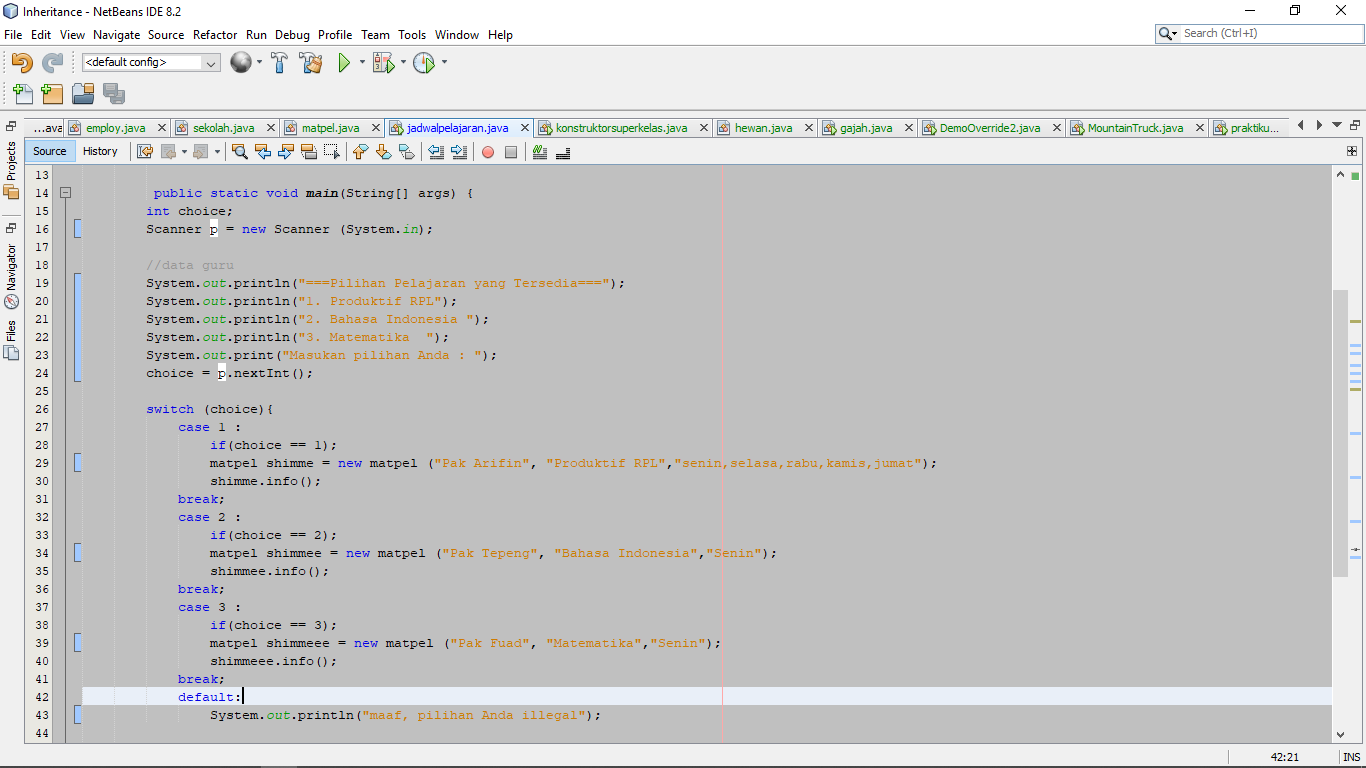 Inheritance - NetBeans IDE 8.2
File Edit View Navigate Source Refactor Run Debug Profile Team Tools Window Help
Search (Ctrl+I)
<default config>
...ava employ.java sekolah.java matpel.java jadwalpelajaran.java konstruktorsuperkelas.java hewan.java gajah.java DemoOverride2.java MountainTruck.java praktiku...
Source History
Projects
Navigator
Files
13
14 public static void main(String[] args) {
15 int choice;
16 Scanner p = new Scanner (System.in);
17
18 //data guru
19 System.out.println("===Pilihan Pelajaran yang Tersedia===");
20 System.out.println("1. Produktif RPL");
21 System.out.println("2. Bahasa Indonesia ");
22 System.out.println("3. Matematika  ");
23 System.out.print("Masukan pilihan Anda : ");
24 choice = p.nextInt();
25
26 switch (choice){
27 case 1 :
28 if(choice == 1);
29 matpel shimme = new matpel ("Pak Arifin", "Produktif RPL","senin,selasa,rabu,kamis,jumat");
30 shimme.info();
31 break;
32 case 2 :
33 if(choice == 2);
34 matpel shimmee = new matpel ("Pak Tepeng", "Bahasa Indonesia","Senin");
35 shimmee.info();
36 break;
37 case 3 :
38 if(choice == 3);
39 matpel shimmeee = new matpel ("Pak Fuad", "Matematika","Senin");
40 shimmeee.info();
41 break;
42 default:
43 System.out.println("maaf, pilihan Anda illegal");
44
42:21 INS